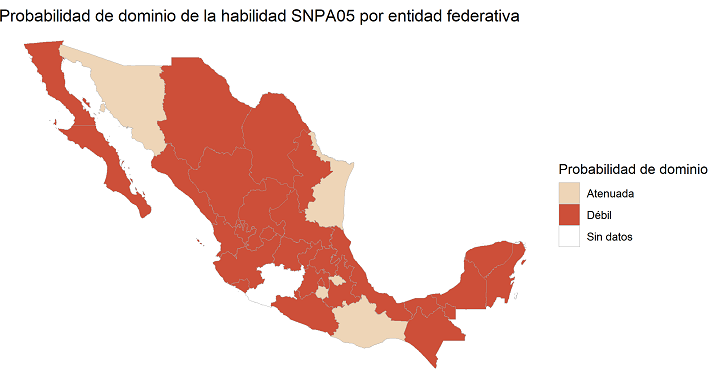 Probabilidad de dominio de la habilidad SNPA05 por entidad federativa
Probabilidad de dominio
Atenuada
Débil
Sin datos